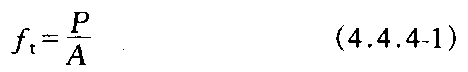 f_t = P/A (4.4.4-1)